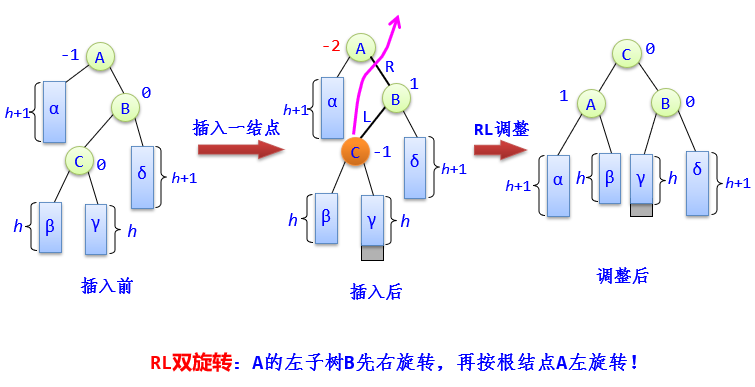 -1
A
h+1
α
B
0
C
0
δ
h+1
h
β
γ
h
插入前
插入一结点
-2
A
R
h+1
α
1
B
L
C
-1
δ
h+1
h
β
γ
h
插入后
RL调整
C
0
1
A
B
0
h+1
α
h
β
γ
h
δ
h+1
调整后
RL双旋转：A的左子树B先右旋转，再按根结点A左旋转！